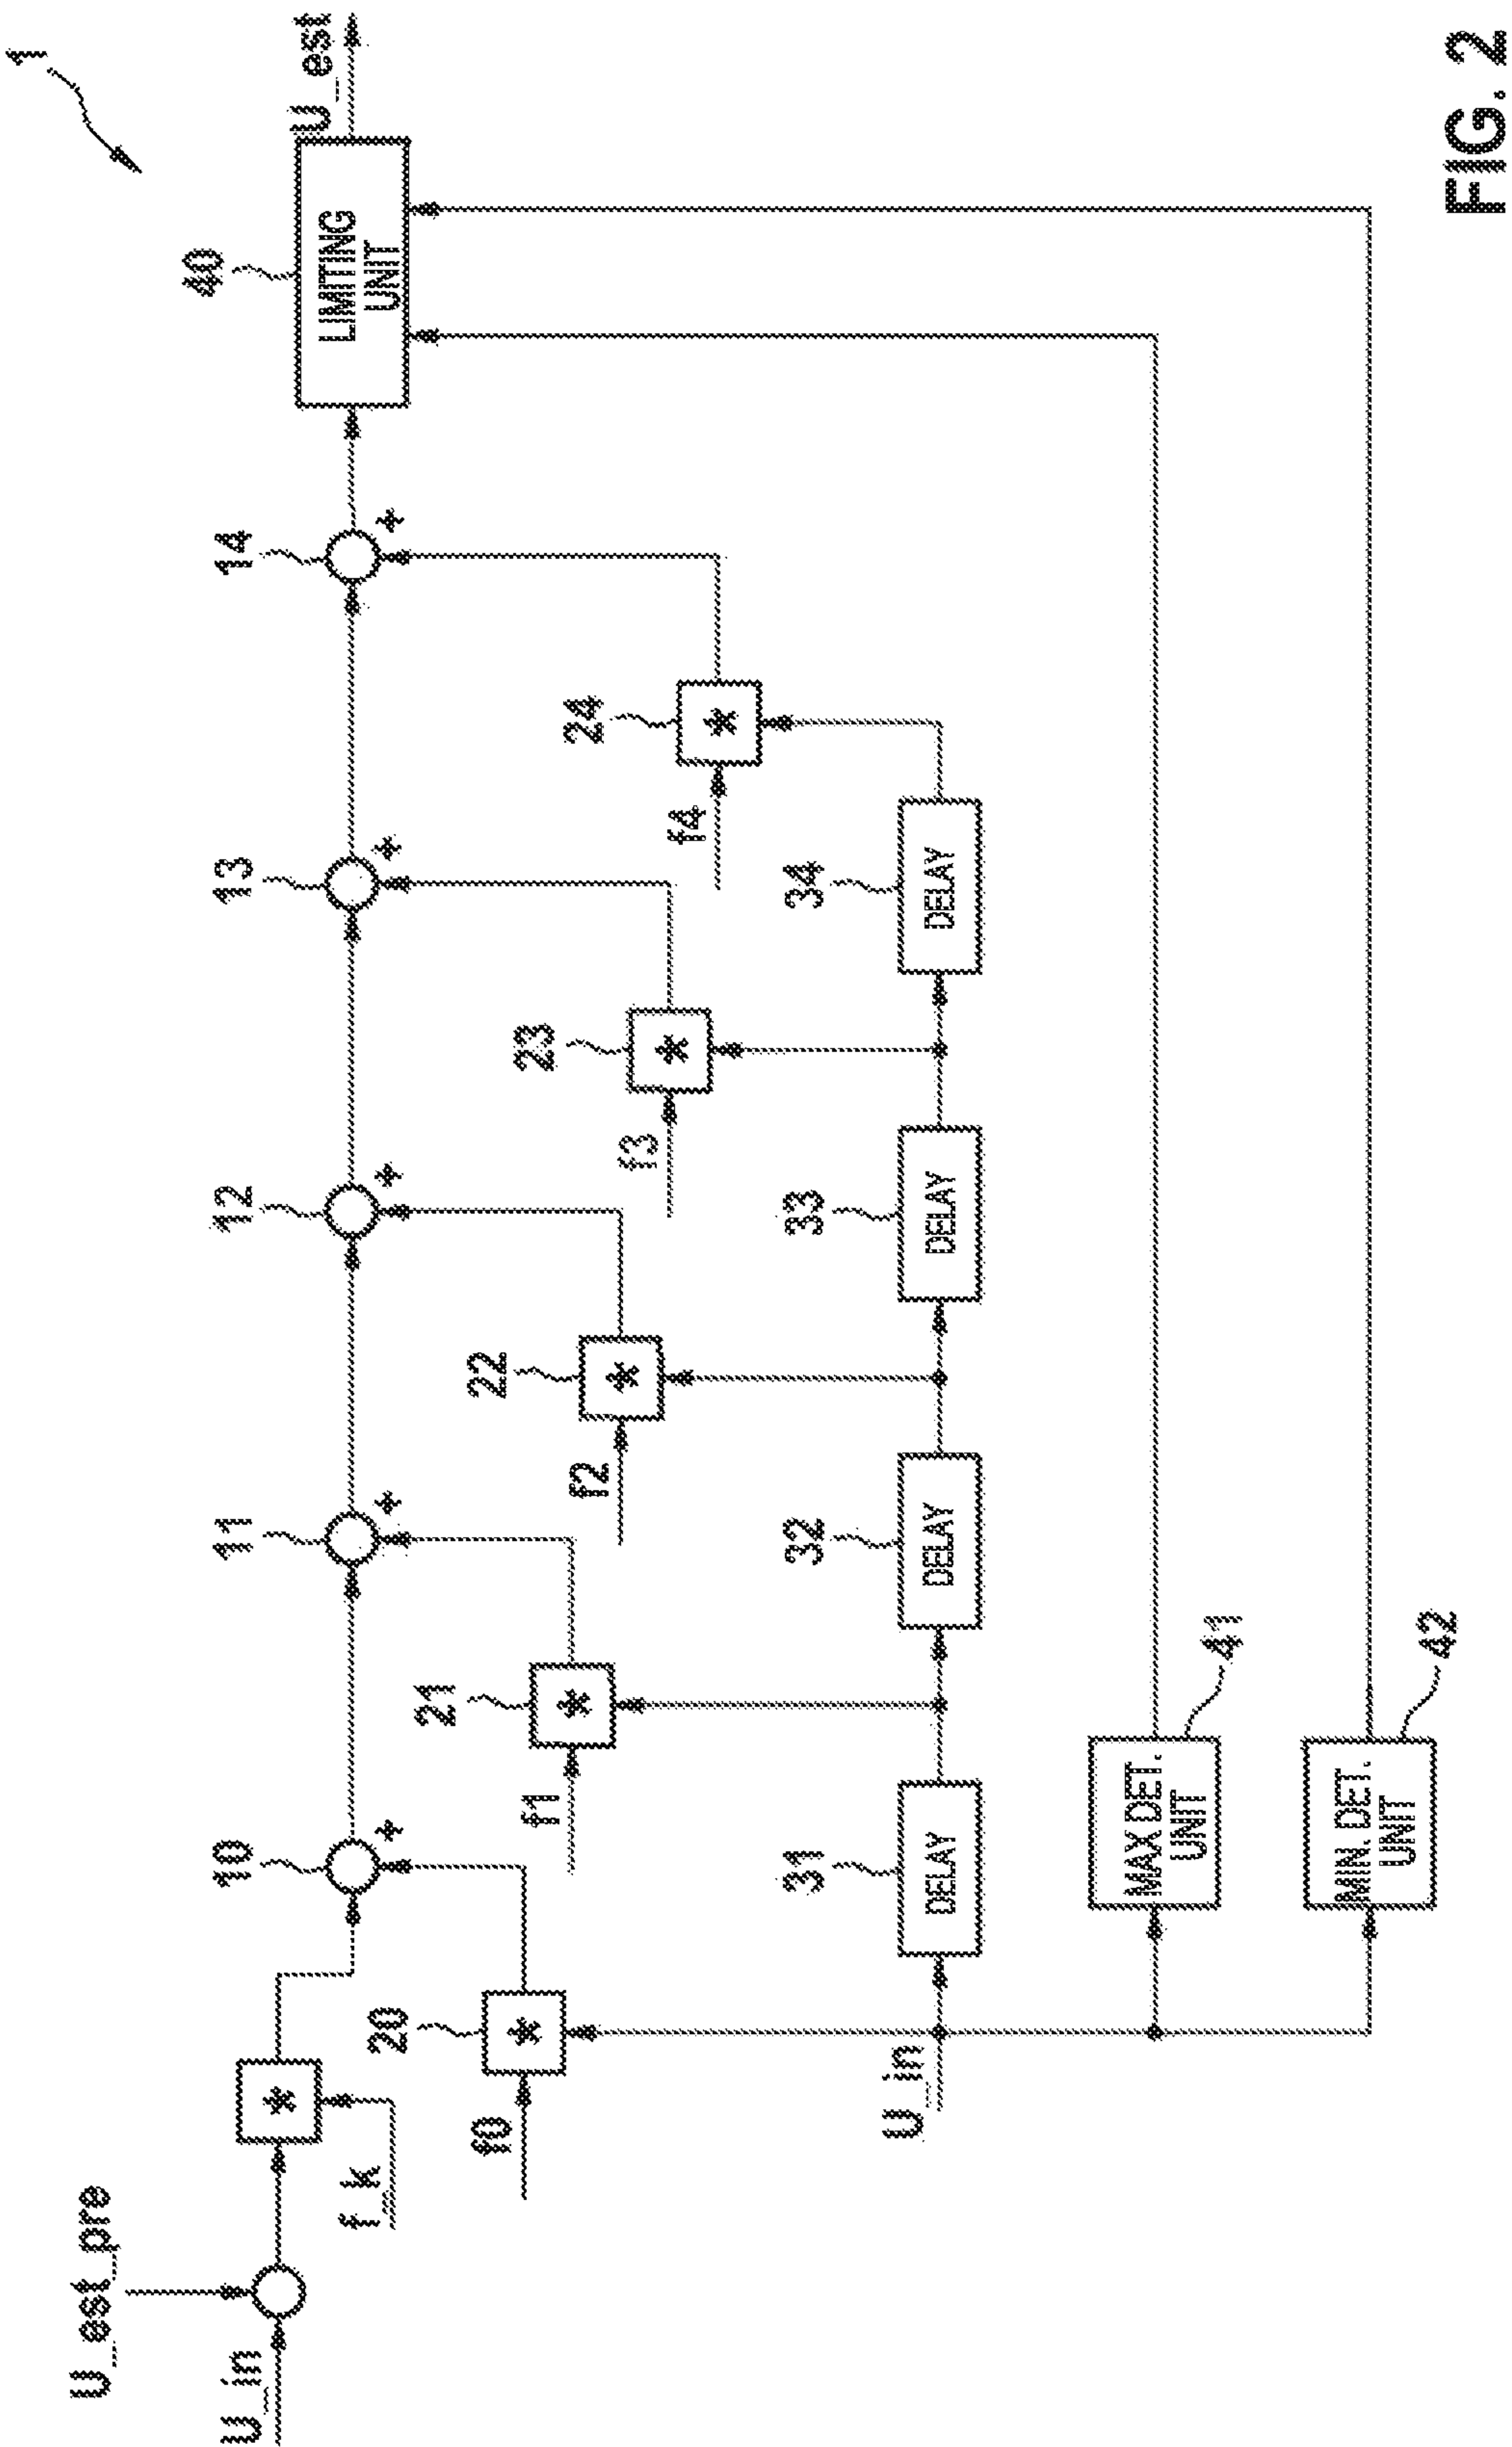 1
U_est_pre
U_in
*
f_k
10
+
11
+
12
+
13
+
14
+
40
LIMITING
UNIT
U_est
20
*
f0
21
*
f1
22
*
f2
23
*
f3
24
*
f4
U_in
31
DELAY
32
DELAY
33
DELAY
34
DELAY
MAX DET.
UNIT
41
MIN. DET.
UNIT
42
FIG. 2